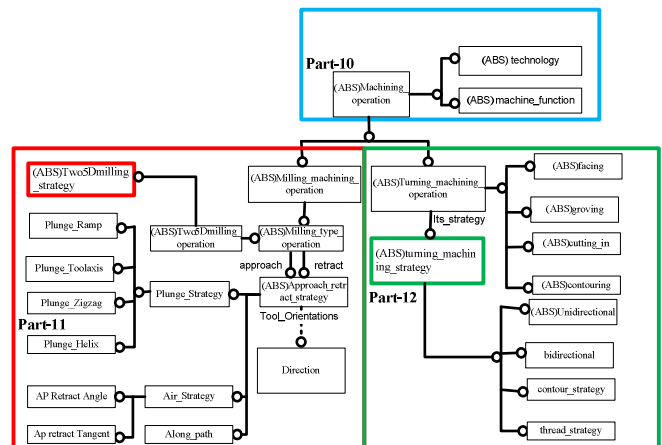 Part-10
(ABS) technology
(ABS)Machining_
operation
(ABS) machine_function
(ABS)Two5Dmilling
_strategy
(ABS)Milling_machining_
operation
(ABS)Turning_machining_
operation
(ABS)facing
(ABS)groving
(ABS)cutting_in
(ABS)contouring
Its_strategy
(ABS)turning_machin
ing_strategy
Part-12
Plunge_Ramp
(ABS)Two5Dmilling
operation
(ABS)Milling_type_
operation
approach
retract
Plunge_Toolaxis
Plunge_Zigzag
Plunge_Helix
Part-11
Plunge_Strategy
(ABS)Approach_retr
act_strategy
Tool_Orientations
Direction
(ABS)Unidirectional
bidirectional
contour_strategy
thread_strategy
AP Retract Angle
Air_Strategy
Ap retract Tangent
Along_path